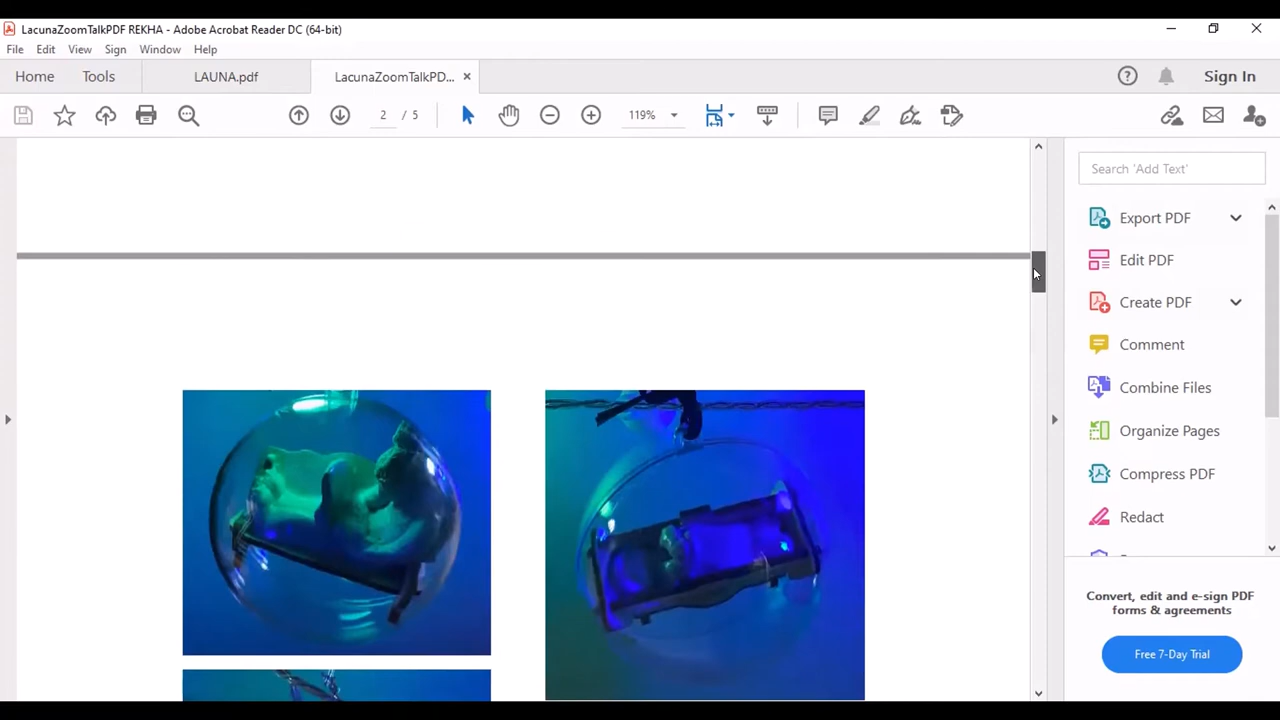 LacunaZoomTalkPDF REKHA - Adobe Acrobat Reader DC (64-bit)
File Edit View Sign Window Help
Home Tools LAUNA.pdf LacunaZoomTalkPD... Sign In
2 / 5 119%
Search 'Add Text'
Export PDF
Edit PDF
Create PDF
Comment
Combine Files
Organize Pages
Compress PDF
Redact
Convert, edit and e-sign PDF
forms & agreements
Free 7-Day Trial